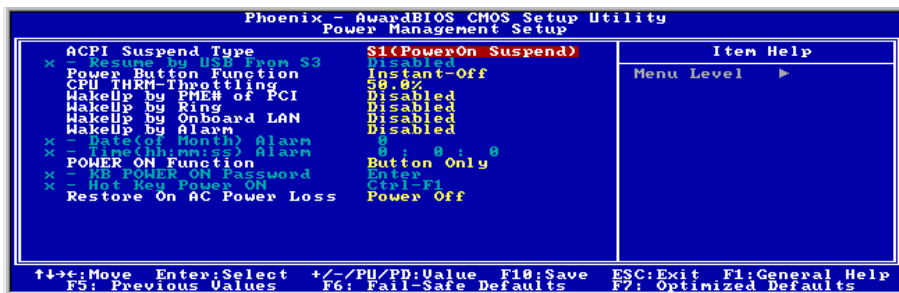 Phoenix - AwardBIOS CMOS Setup Utility
Power Management Setup
ACPI Suspend Type S1(PowerOn Suspend) Item Help
x - Resume by USB From S3 Disabled
Power Button Function Instant-Off Menu Level ▶
CPU THRM-Throttling 50.0%
WakeUp by PME# of PCI Disabled
WakeUp by Ring Disabled
WakeUp by Onboard LAN Disabled
WakeUp by Alarm Disabled
x - Date(of Month) Alarm 0
x - Time(hh:mm:ss) Alarm 0 : 0 : 0
POWER ON Function Button Only
x - KB POWER ON Password Enter
x - Hot Key Power ON Ctrl-F1
Restore On AC Power Loss Power Off
↑↓→←:Move Enter:Select +/-/PU/PD:Value F10:Save ESC:Exit F1:General Help
F5: Previous Values F6: Fail-Safe Defaults F7: Optimized Defaults